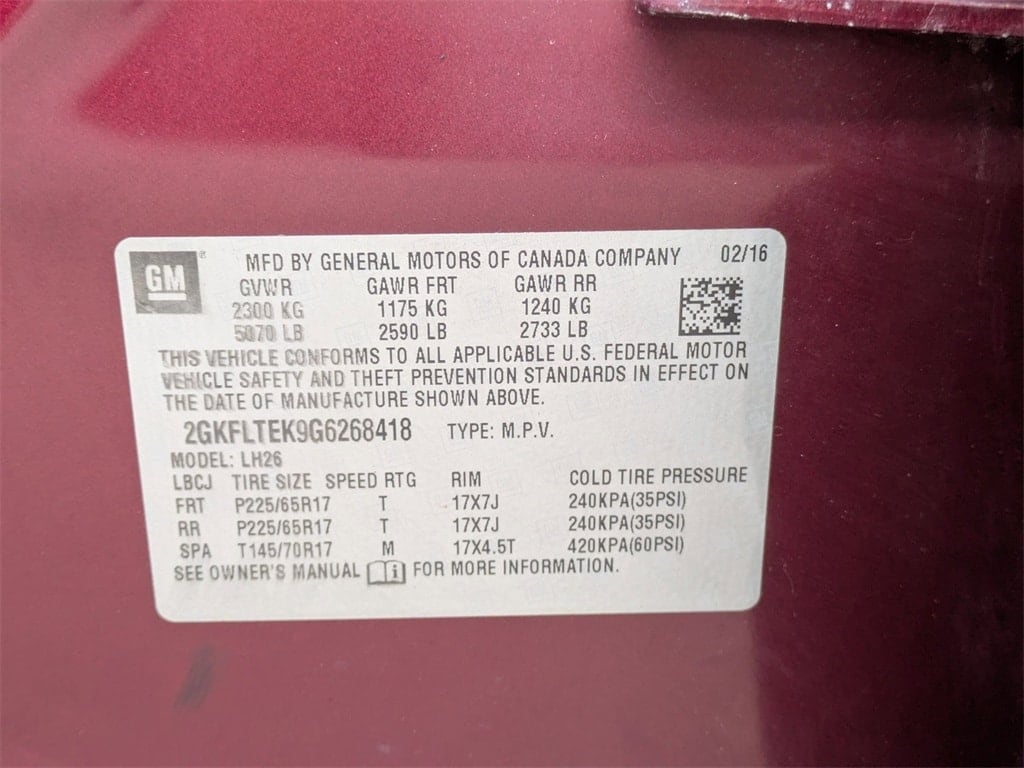 GM ® MFD BY GENERAL MOTORS OF CANADA COMPANY 02/16
GVWR GAWR FRT GAWR RR
2300 KG 1175 KG 1240 KG
5070 LB 2590 LB 2733 LB
THIS VEHICLE CONFORMS TO ALL APPLICABLE U.S. FEDERAL MOTOR
VEHICLE SAFETY AND THEFT PREVENTION STANDARDS IN EFFECT ON
THE DATE OF MANUFACTURE SHOWN ABOVE.
2GKFLTEK9G6268418 TYPE: M.P.V.
MODEL: LH26
LBCJ TIRE SIZE SPEED RTG RIM COLD TIRE PRESSURE
FRT P225/65R17 T 17X7J 240KPA(35PSI)
RR P225/65R17 T 17X7J 240KPA(35PSI)
SPA T145/70R17 M 17X4.5T 420KPA(60PSI)
SEE OWNER'S MANUAL i FOR MORE INFORMATION.